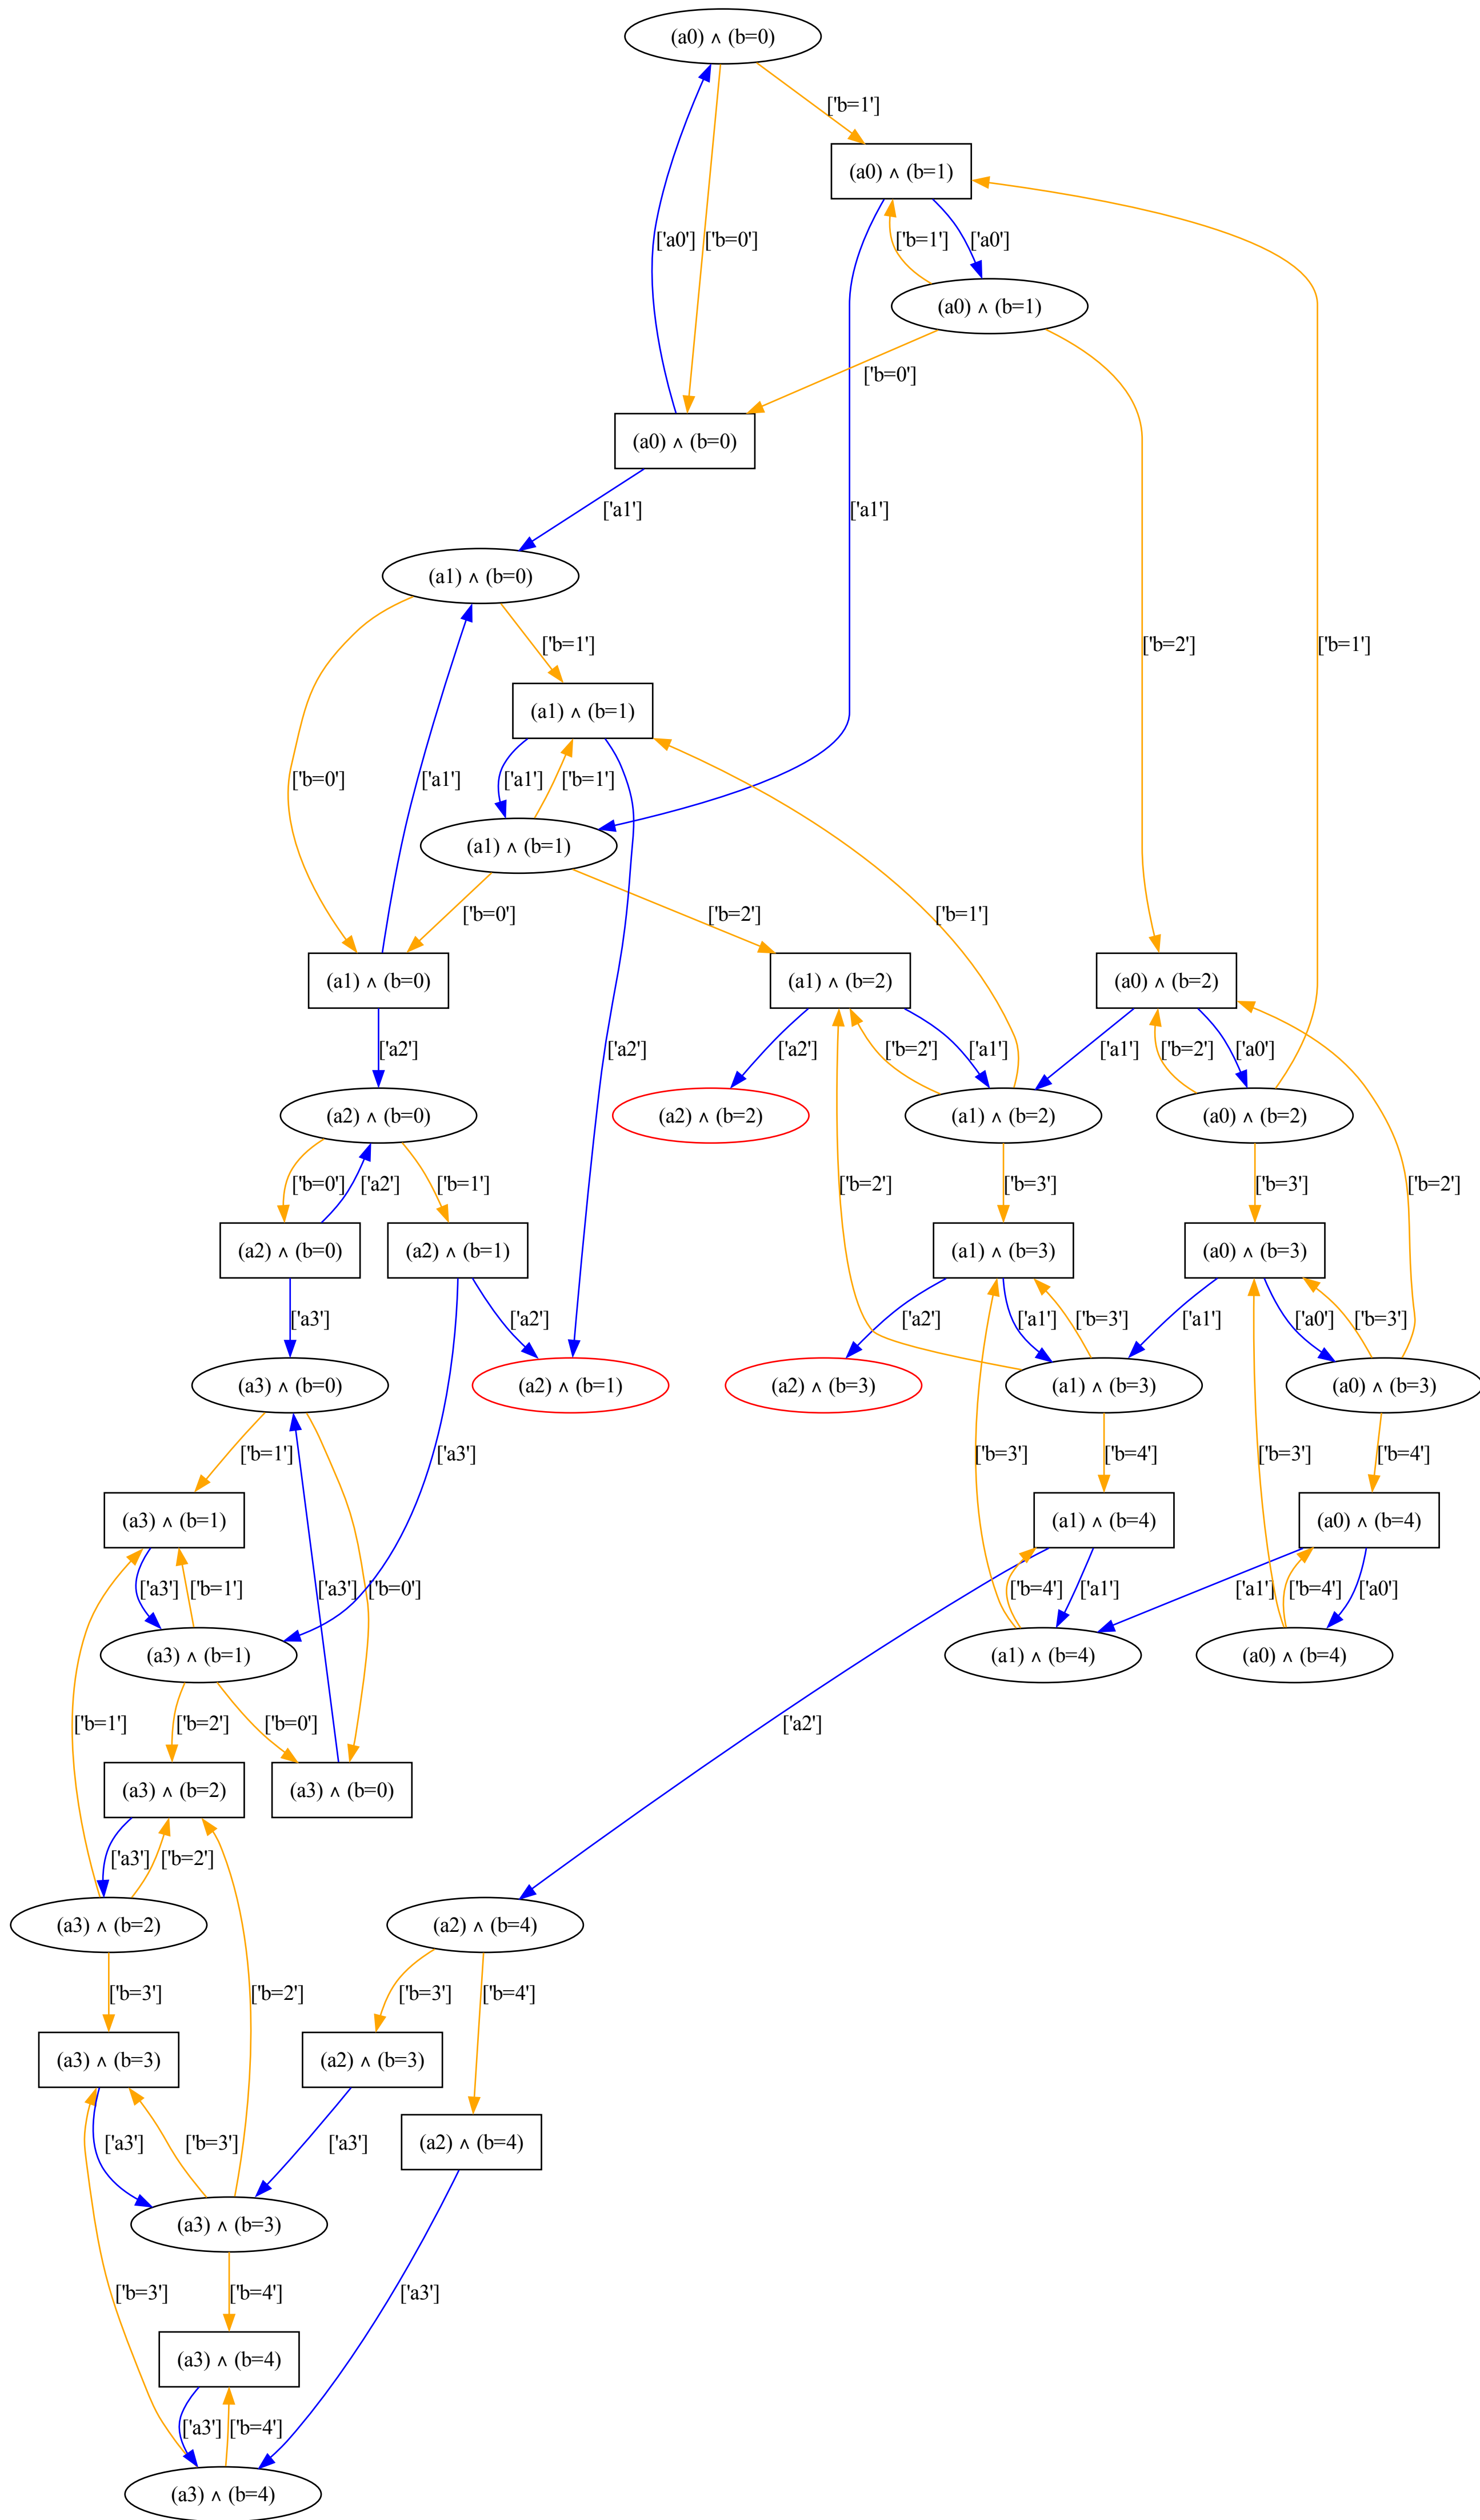 (a0) ∧ (b=0)
['b=1']
(a0) ∧ (b=1)
['a0']
['b=0']
['b=1']
['a0']
(a0) ∧ (b=1)
['b=0']
(a0) ∧ (b=0)
['a1']
['a1']
(a1) ∧ (b=0)
['b=1']
['b=2']
['b=1']
(a1) ∧ (b=1)
['b=0']
['a1']
['a1']
['b=1']
(a1) ∧ (b=1)
['b=0']
['b=2']
['b=1']
(a1) ∧ (b=0)
(a1) ∧ (b=2)
(a0) ∧ (b=2)
['a2']
['a2']
['a2']
['b=2']
['a1']
['a1']
['b=2']
['a0']
(a2) ∧ (b=0)
(a2) ∧ (b=2)
(a1) ∧ (b=2)
(a0) ∧ (b=2)
['b=0']
['a2']
['b=1']
['b=2']
['b=3']
['b=3']
['b=2']
(a2) ∧ (b=0)
(a2) ∧ (b=1)
(a1) ∧ (b=3)
(a0) ∧ (b=3)
['a3']
['a2']
['a2']
['a1']
['b=3']
['a1']
['a0']
['b=3']
(a3) ∧ (b=0)
(a2) ∧ (b=1)
(a2) ∧ (b=3)
(a1) ∧ (b=3)
(a0) ∧ (b=3)
['b=1']
['a3']
['b=3']
['b=4']
['b=3']
['b=4']
(a3) ∧ (b=1)
(a1) ∧ (b=4)
(a0) ∧ (b=4)
['a3']
['b=1']
['a3']
['b=0']
['b=4']
['a1']
['a1']
['b=4']
['a0']
(a3) ∧ (b=1)
(a1) ∧ (b=4)
(a0) ∧ (b=4)
['b=1']
['b=2']
['b=0']
['a2']
(a3) ∧ (b=2)
(a3) ∧ (b=0)
['a3']
['b=2']
(a3) ∧ (b=2)
(a2) ∧ (b=4)
['b=3']
['b=2']
['b=3']
['b=4']
(a3) ∧ (b=3)
(a2) ∧ (b=3)
['a3']
['b=3']
['a3']
(a2) ∧ (b=4)
(a3) ∧ (b=3)
['b=3']
['b=4']
['a3']
(a3) ∧ (b=4)
['a3']
['b=4']
(a3) ∧ (b=4)